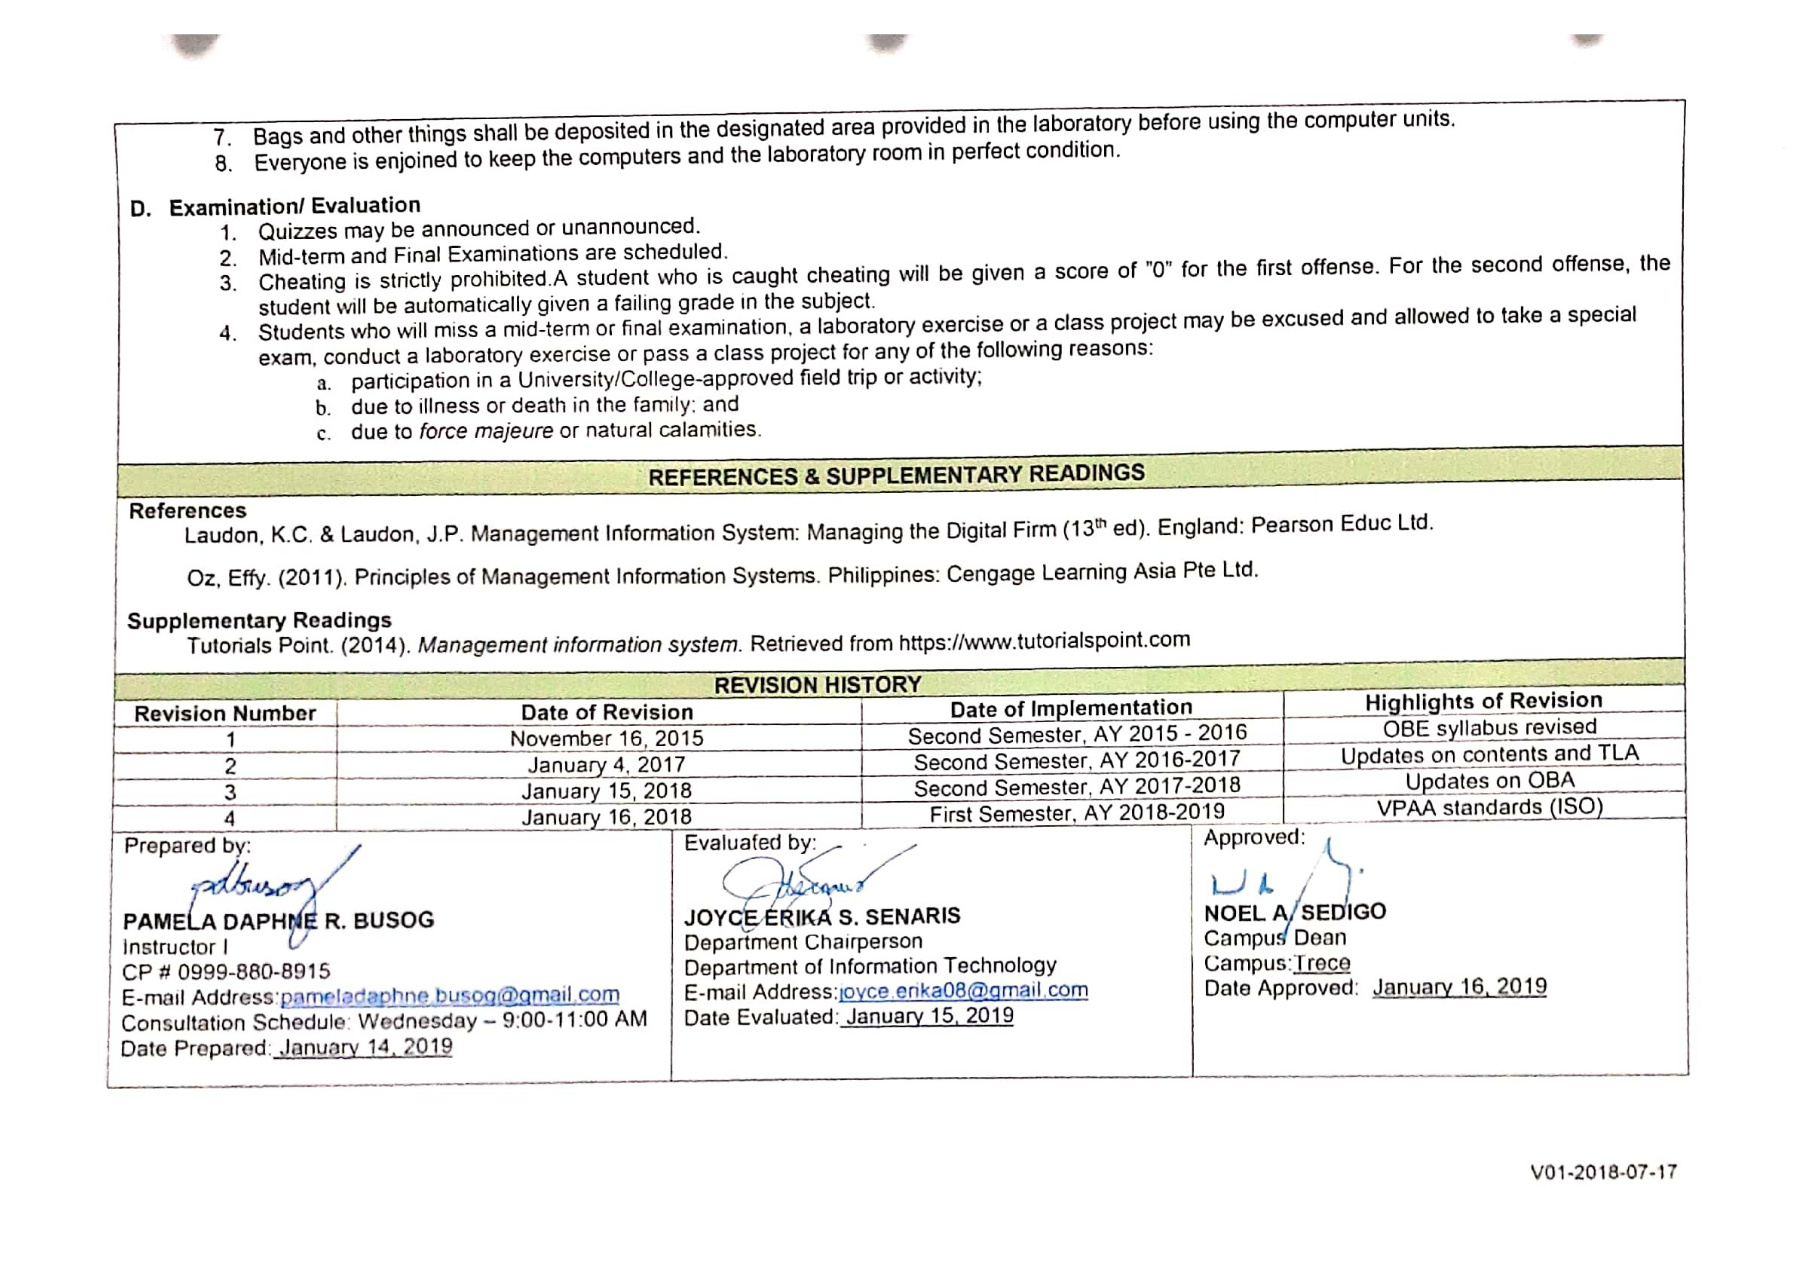 7. Bags and other things shall be deposited in the designated area provided in the laboratory before using the computer units.
8. Everyone is enjoined to keep the computers and the laboratory room in perfect condition.
D. Examination/ Evaluation
1. Quizzes may be announced or unannounced.
2. Mid-term and Final Examinations are scheduled.
3. Cheating is strictly prohibited.A student who is caught cheating will be given a score of "0" for the first offense. For the second offense, the
student will be automatically given a failing grade in the subject.
4. Students who will miss a mid-term or final examination, a laboratory exercise or a class project may be excused and allowed to take a special
exam, conduct a laboratory exercise or pass a class project for any of the following reasons:
a. participation in a University/College-approved field trip or activity;
b. due to illness or death in the family; and
c. due to force majeure or natural calamities.
REFERENCES & SUPPLEMENTARY READINGS
References
Laudon, K.C. & Laudon, J.P. Management Information System: Managing the Digital Firm (13th ed). England: Pearson Educ Ltd.
Oz, Effy. (2011). Principles of Management Information Systems. Philippines: Cengage Learning Asia Pte Ltd.
Supplementary Readings
Tutorials Point. (2014). Management information system. Retrieved from https://www.tutorialspoint.com
REVISION HISTORY
Revision Number Date of Revision Date of Implementation Highlights of Revision
1 November 16, 2015 Second Semester, AY 2015 - 2016 OBE syllabus revised
2 January 4, 2017 Second Semester, AY 2016-2017 Updates on contents and TLA
3 January 15, 2018 Second Semester, AY 2017-2018 Updates on OBA
4 January 16, 2018 First Semester, AY 2018-2019 VPAA standards (ISO)
Prepared by:
pdbusog
PAMELA DAPHNE R. BUSOG
Instructor I
CP # 0999-880-8915
E-mail Address:pameladaphne.busog@gmail.com
Consultation Schedule: Wednesday – 9:00-11:00 AM
Date Prepared: January 14, 2019
Evaluated by:
JOYCE ERIKA S. SENARIS
Department Chairperson
Department of Information Technology
E-mail Address:joyce.erika08@gmail.com
Date Evaluated: January 15, 2019
Approved:
NOEL A. SEDIGO
Campus Dean
Campus:Trece
Date Approved: January 16, 2019
V01-2018-07-17